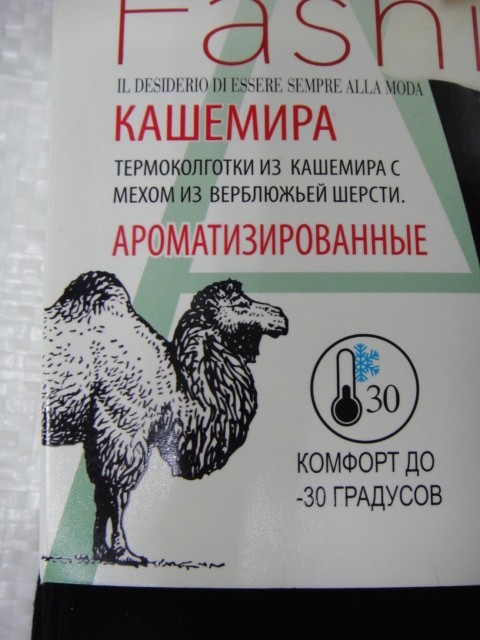 Fashi
IL DESIDERIO DI ESSERE SEMPRE ALLA MODA
КАШЕМИРА
ТЕРМОКОЛГОТКИ ИЗ КАШЕМИРА С
МЕХОМ ИЗ ВЕРБЛЮЖЬЕЙ ШЕРСТИ.
АРОМАТИЗИРОВАННЫЕ
30
КОМФОРТ ДО
-30 ГРАДУСОВ